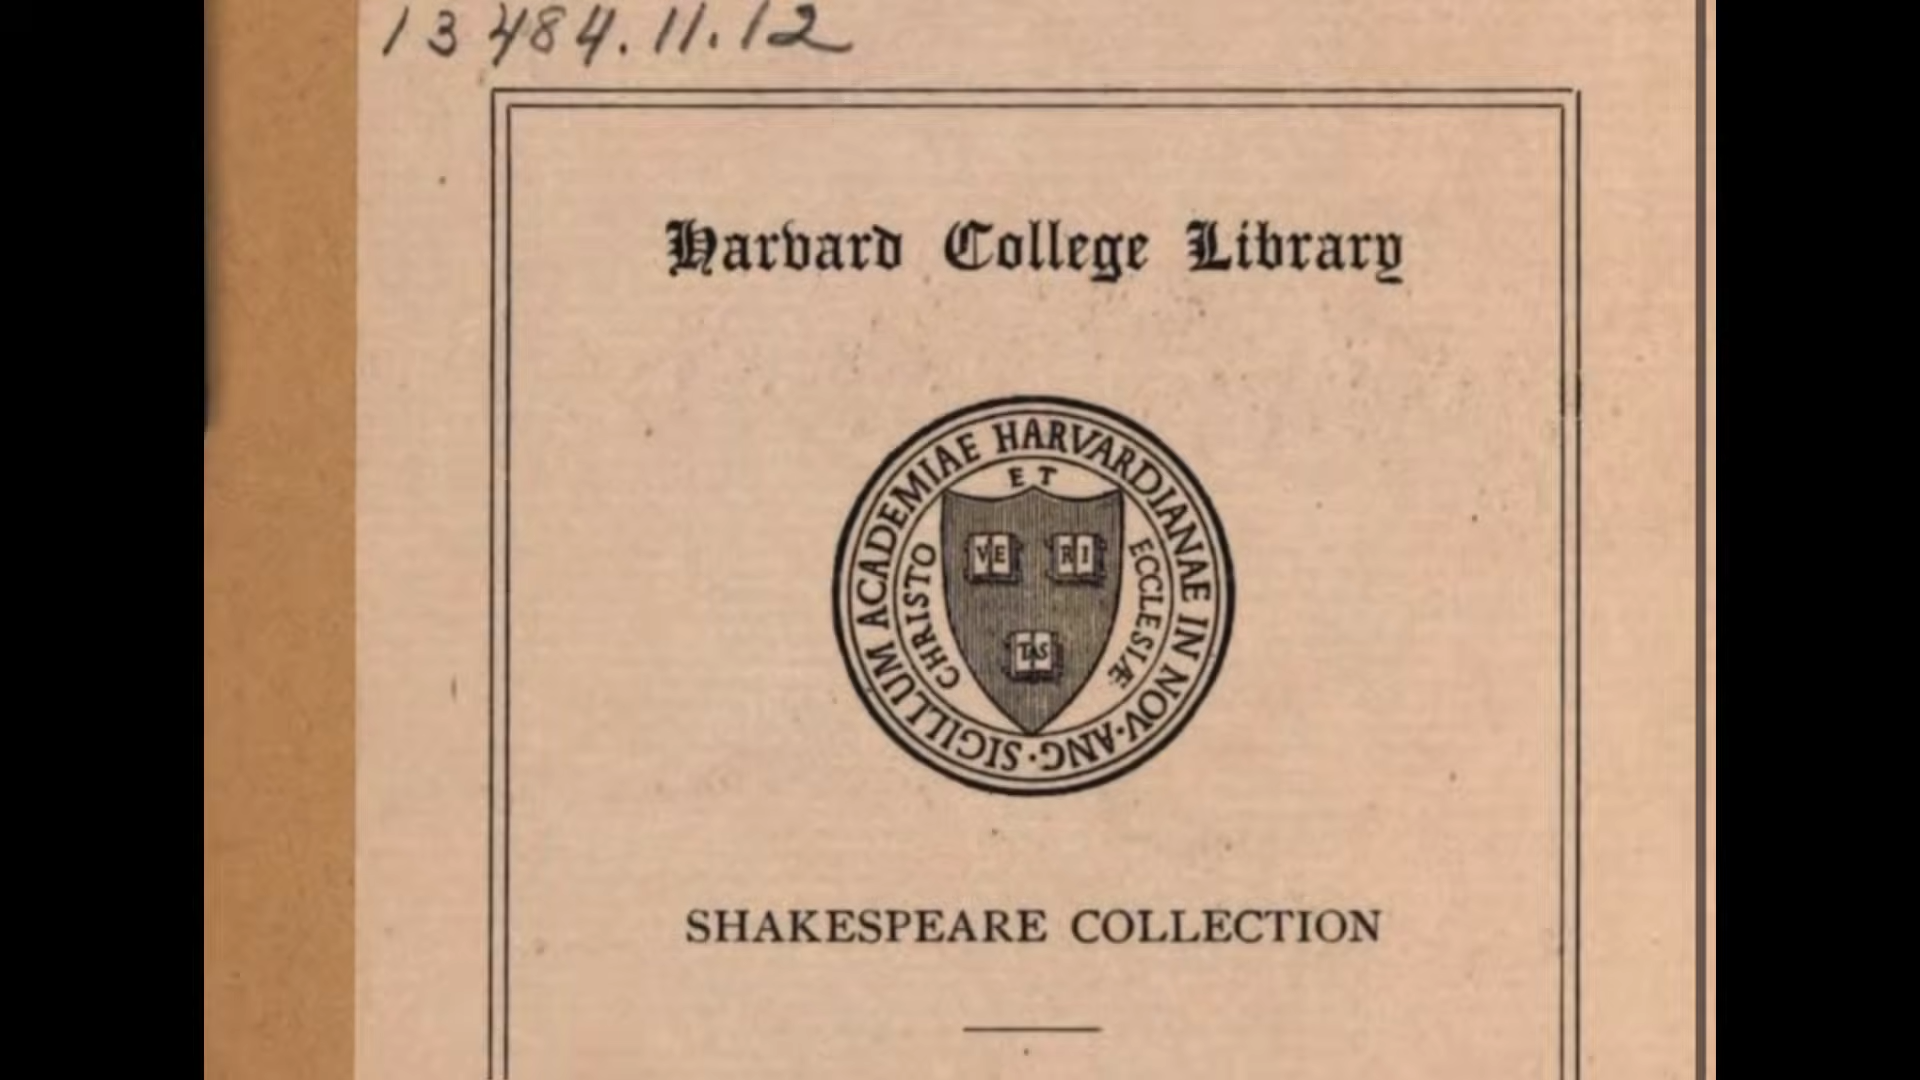 13484.11.12
Harvard College Library
SIGILLUM ACADEMIAE HARVARDIANAE IN NOV·ANG·
CHRISTO ET ECCLESIÆ
VE RI
TAS
SHAKESPEARE COLLECTION